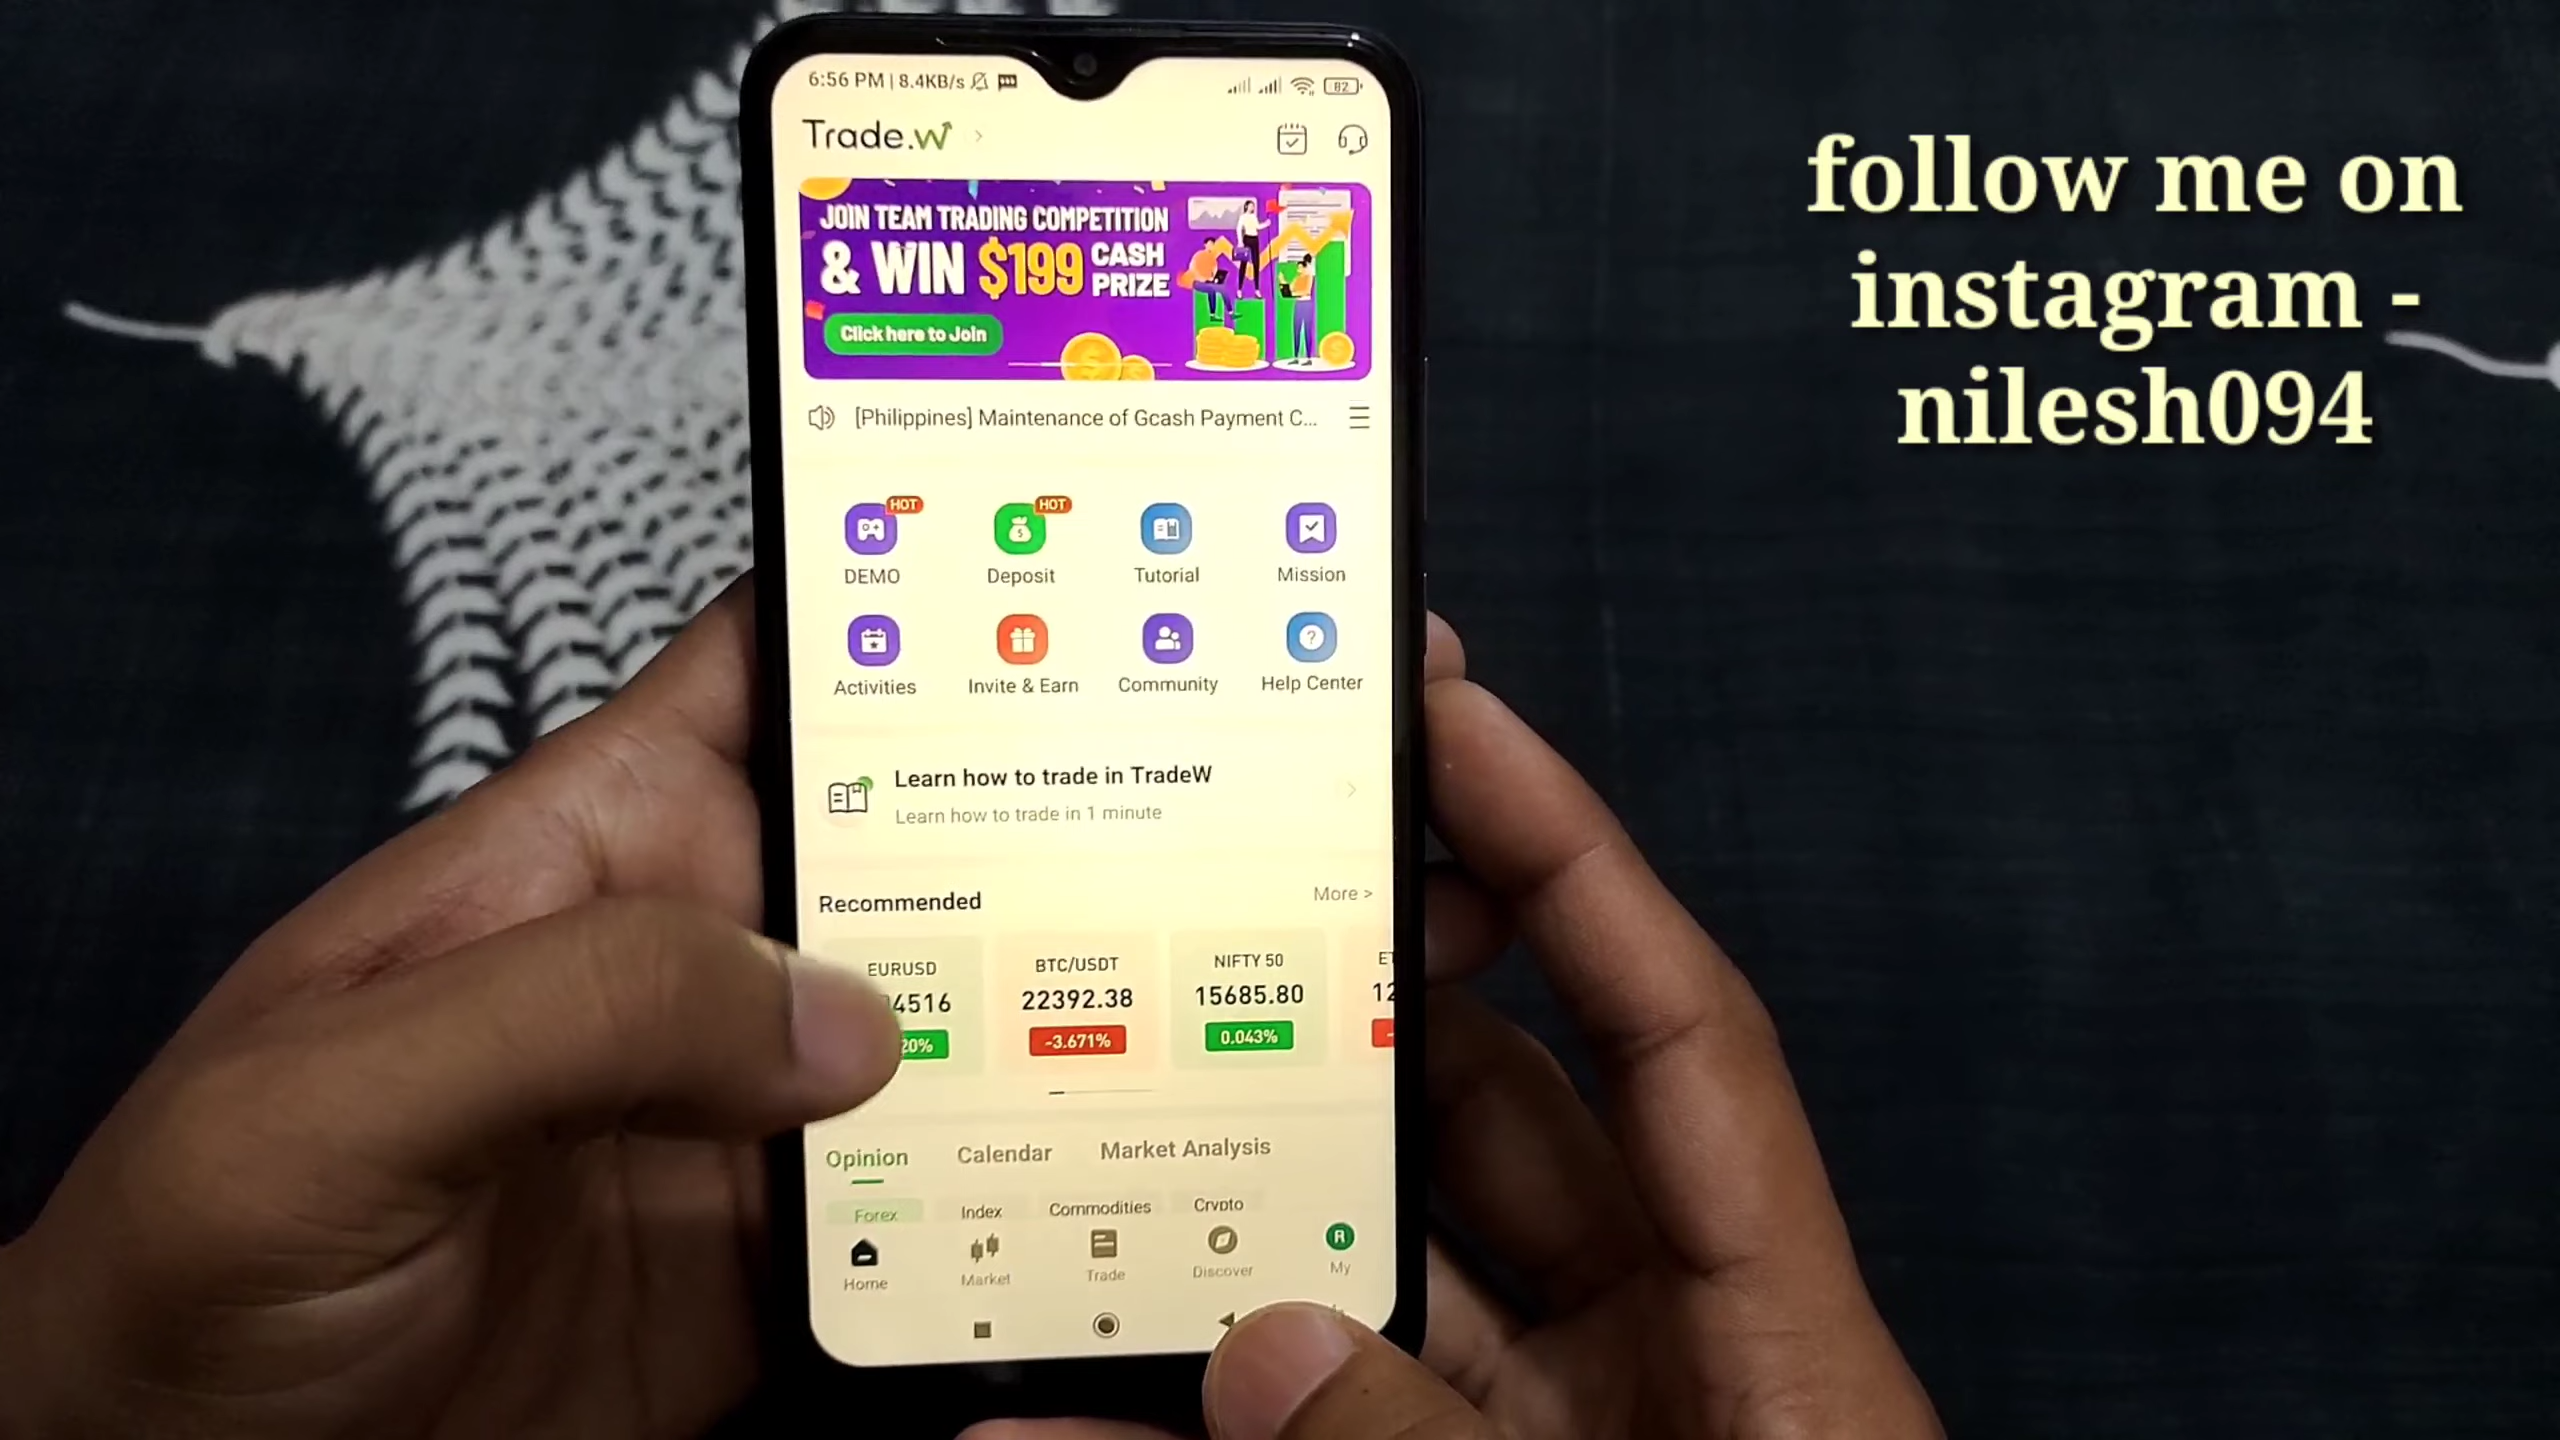 6:56 PM | 8.4KB/s
82
Trade.W
JOIN TEAM TRADING COMPETITION
& WIN $199 CASH PRIZE
Click here to Join
[Philippines] Maintenance of Gcash Payment C...
HOT HOT
DEMO Deposit Tutorial Mission
Activities Invite & Earn Community Help Center
Learn how to trade in TradeW
Learn how to trade in 1 minute
Recommended More >
EURUSD BTC/USDT NIFTY 50
4516 22392.38 15685.80 12
20% -3.671% 0.043%
Opinion Calendar Market Analysis
Forex Index Commodities Crypto
Home Market Trade Discover My
R
follow me on
instagram -
nilesh094